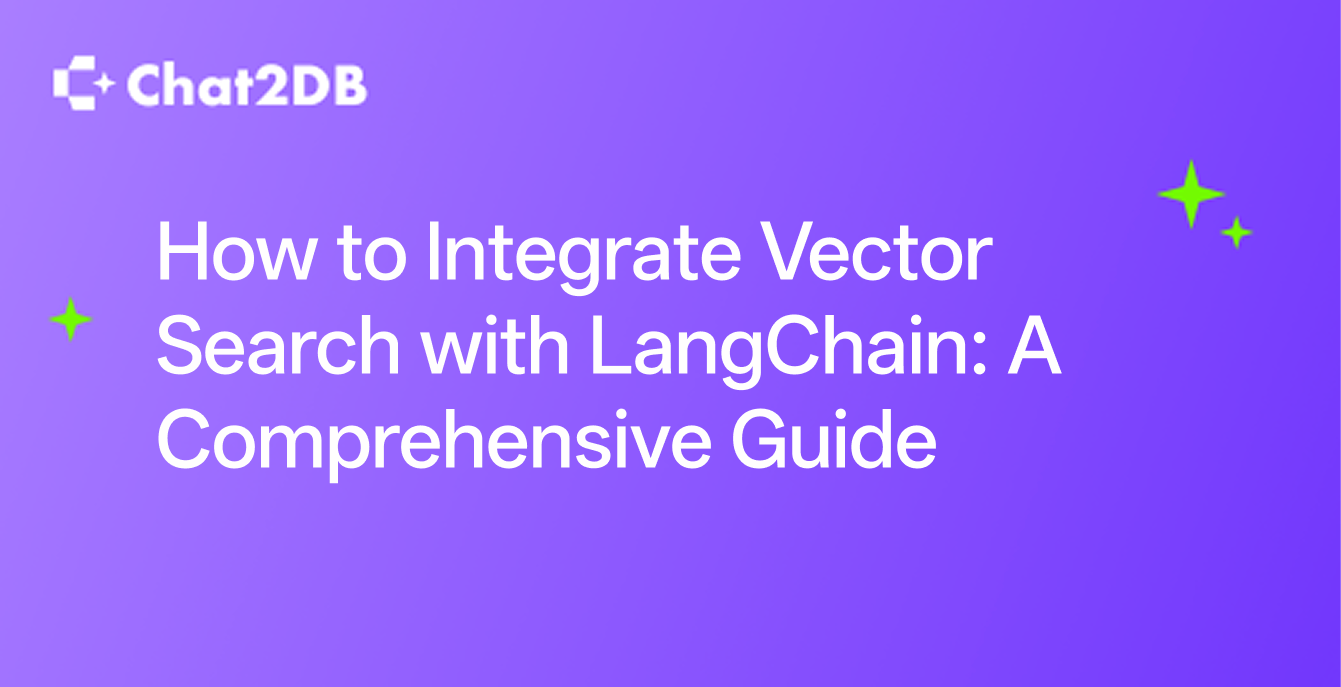 Chat2DB
How to Integrate Vector
Search with LangChain: A
Comprehensive Guide